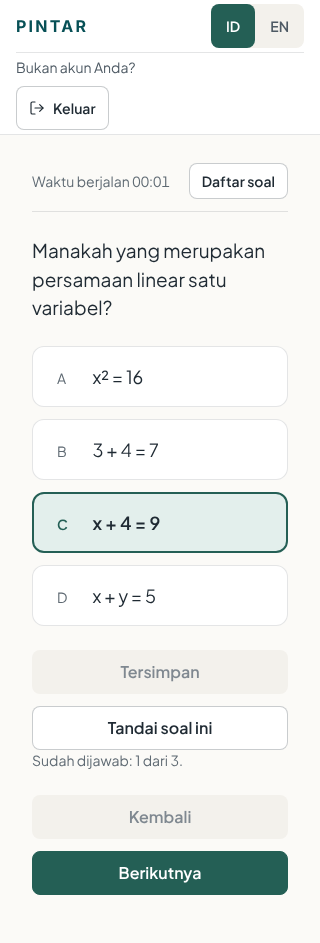 PINTAR
ID
EN
Bukan akun Anda?
Keluar
Waktu berjalan 00:01
Daftar soal
Manakah yang merupakan
persamaan linear satu
variabel?
A
x² = 16
B
3 + 4 = 7
C
x + 4 = 9
D
x + y = 5
Tersimpan
Tandai soal ini
Sudah dijawab: 1 dari 3.
Kembali
Berikutnya